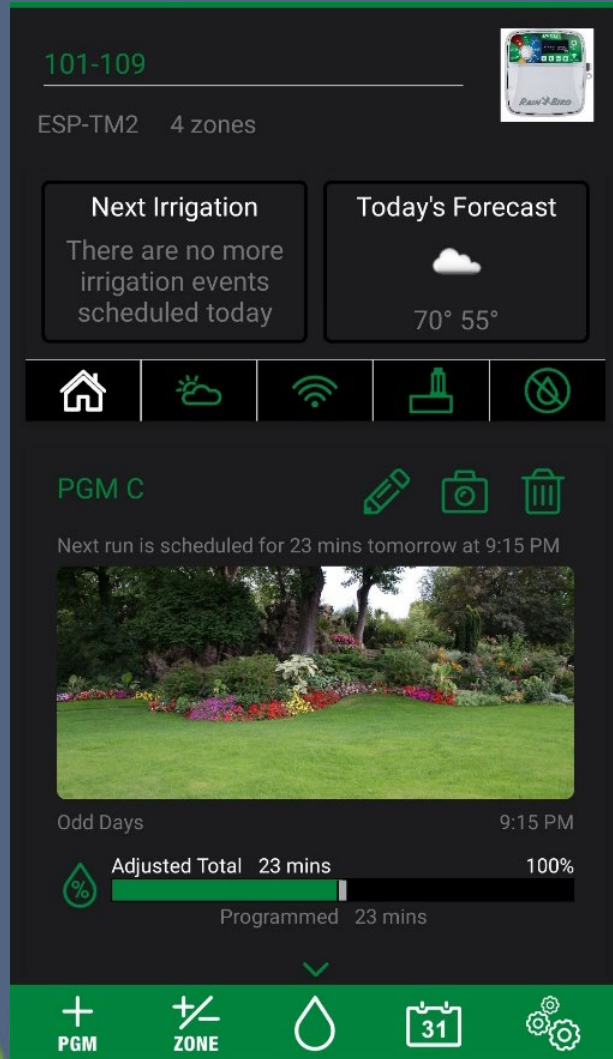 101-109
RAIN BIRD
ESP-TM2 4 zones
Next Irrigation
There are no more
irrigation events
scheduled today
Today's Forecast
70° 55°
PGM C
Next run is scheduled for 23 mins tomorrow at 9:15 PM
Odd Days 9:15 PM
Adjusted Total 23 mins 100%
%
Programmed 23 mins
PGM
ZONE
31